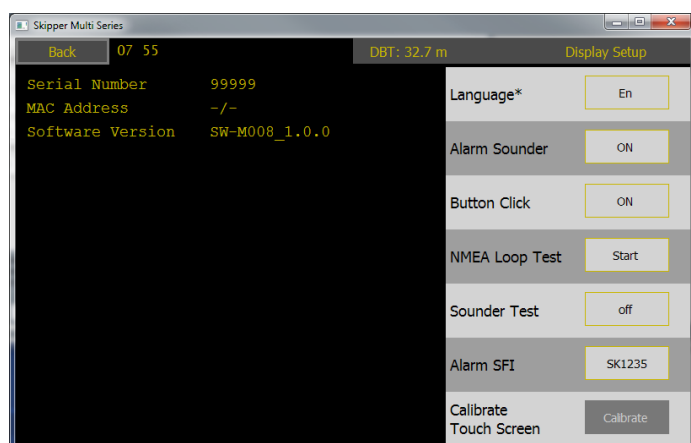 Skipper Multi Series
Back 07 55 DBT: 32.7 m Display Setup
Serial Number 99999
MAC Address -/-
Software Version SW-M008_1.0.0
Language* En
Alarm Sounder ON
Button Click ON
NMEA Loop Test Start
Sounder Test off
Alarm SFI SK1235
Calibrate
Touch Screen Calibrate